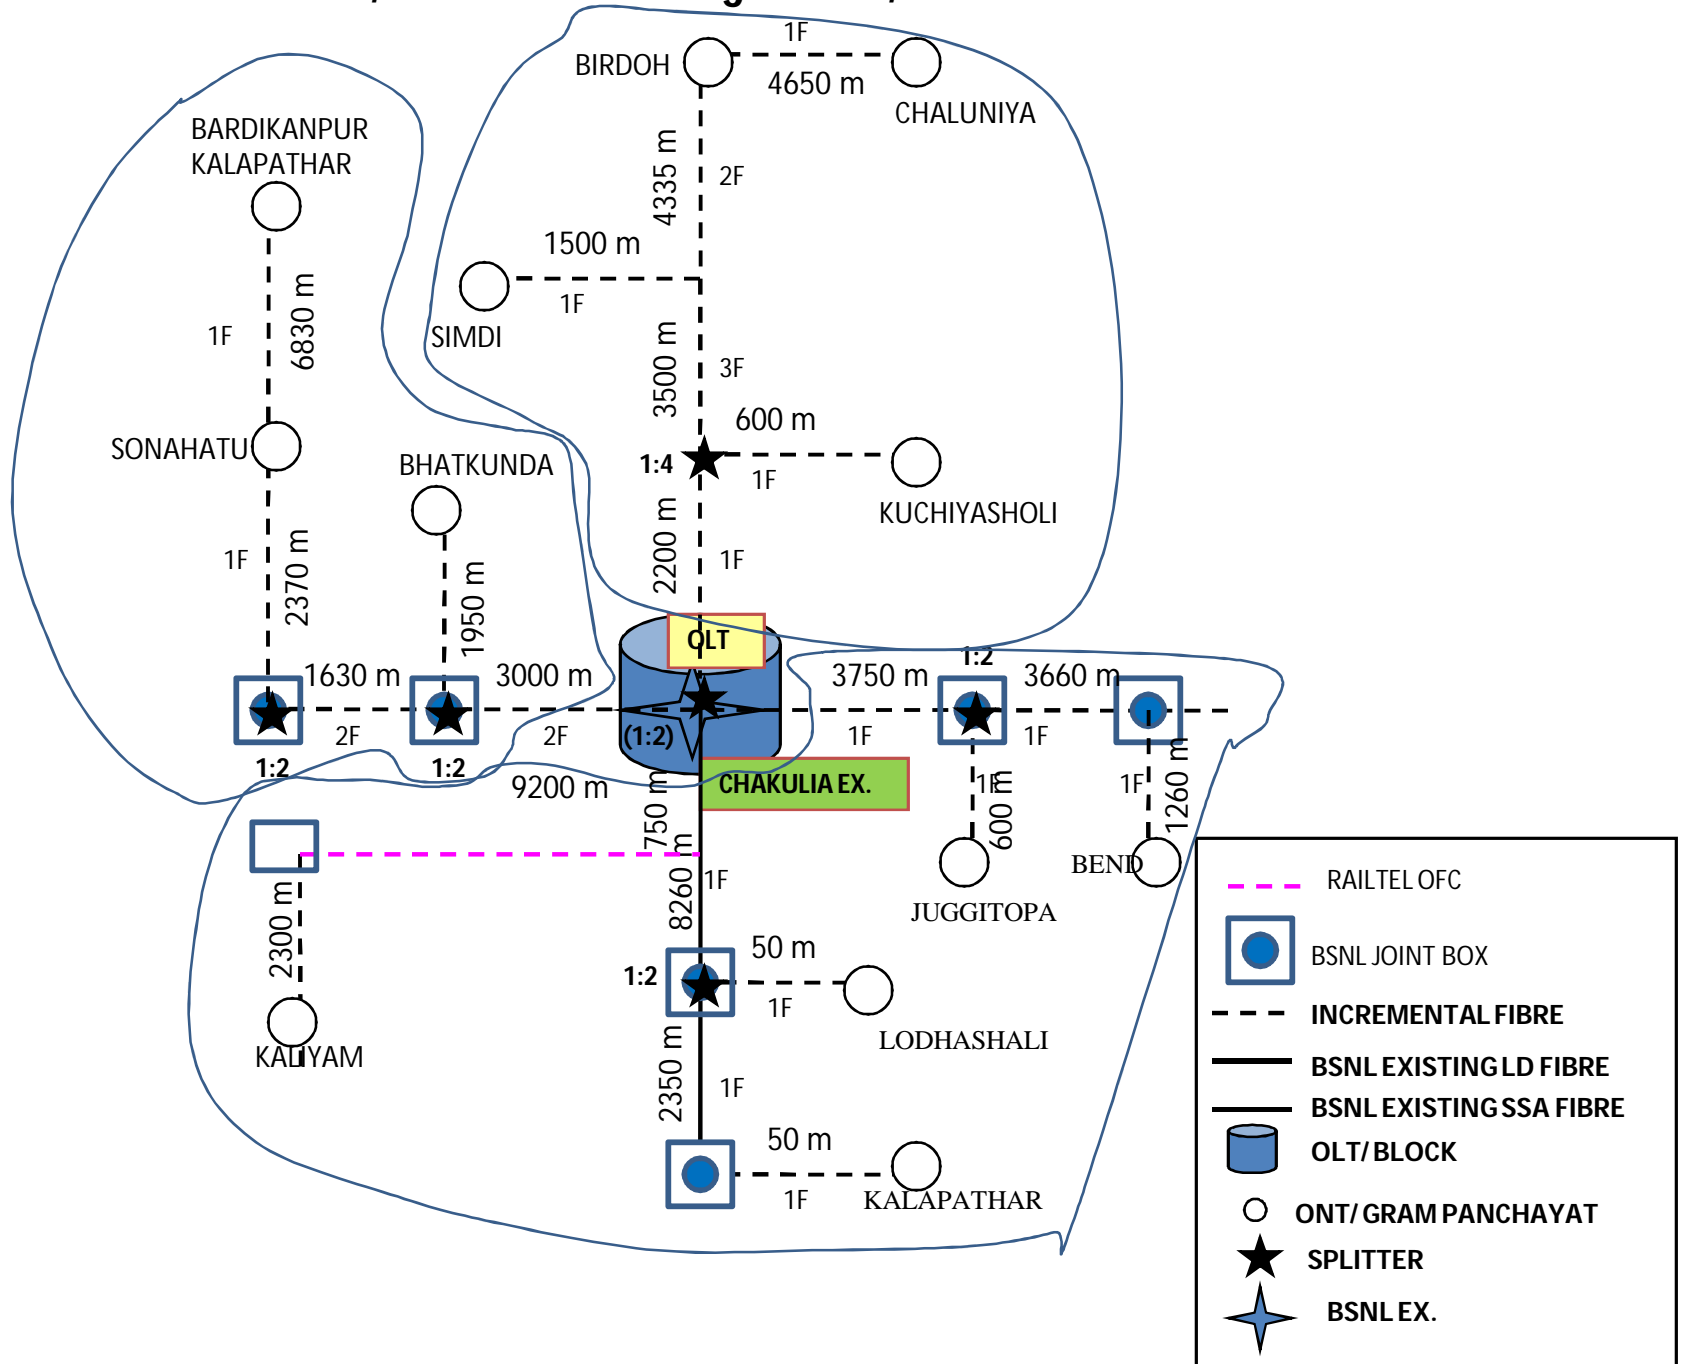 1F
BIRDOH
4650 m
CHALUNIYA
BARDIKANPUR
KALAPATHAR
4335 m
2F
1500 m
1F
SIMDI
6830 m
1F
3500 m
3F
600 m
SONAHATU
BHATKUNDA
1:4
1F
KUCHIYASHOLI
2200 m
1F
1F
2370 m
1950 m
OLT
1:2
1630 m
3000 m
3750 m
3660 m
2F
2F
(1:2)
1F
1F
1:2
1:2
9200 m
750 m
CHAKULIA EX.
1F
600 m
1F
1260 m
8260 m
1F
BEND
JUGGITOPA
2300 m
50 m
1:2
1F
LODHASHALI
KALIYAM
2350 m
1F
50 m
1F
KALAPATHAR
RAILTEL OFC
BSNL JOINT BOX
INCREMENTAL FIBRE
BSNL EXISTING LD FIBRE
BSNL EXISTING SSA FIBRE
OLT/ BLOCK
ONT/ GRAM PANCHAYAT
SPLITTER
BSNL EX.